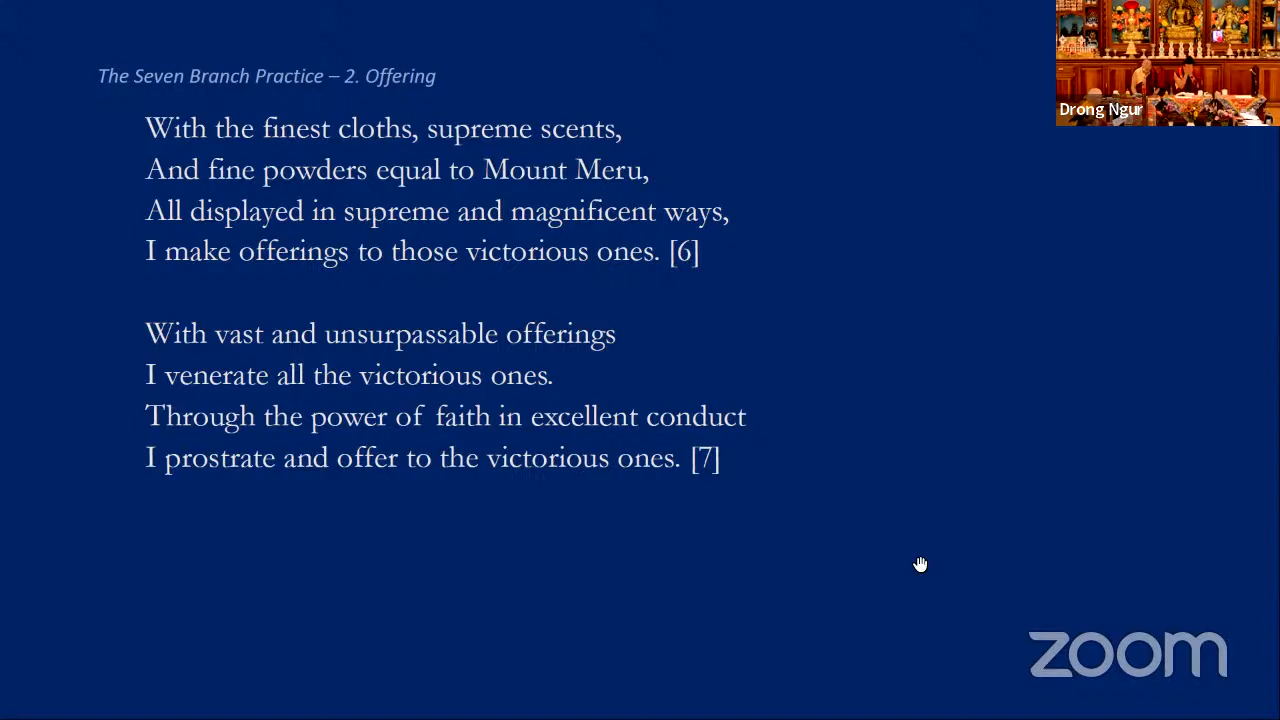 The Seven Branch Practice – 2. Offering
With the finest cloths, supreme scents,
And fine powders equal to Mount Meru,
All displayed in supreme and magnificent ways,
I make offerings to those victorious ones. [6]
With vast and unsurpassable offerings
I venerate all the victorious ones.
Through the power of faith in excellent conduct
I prostrate and offer to the victorious ones. [7]
Drong Ngur
zoom